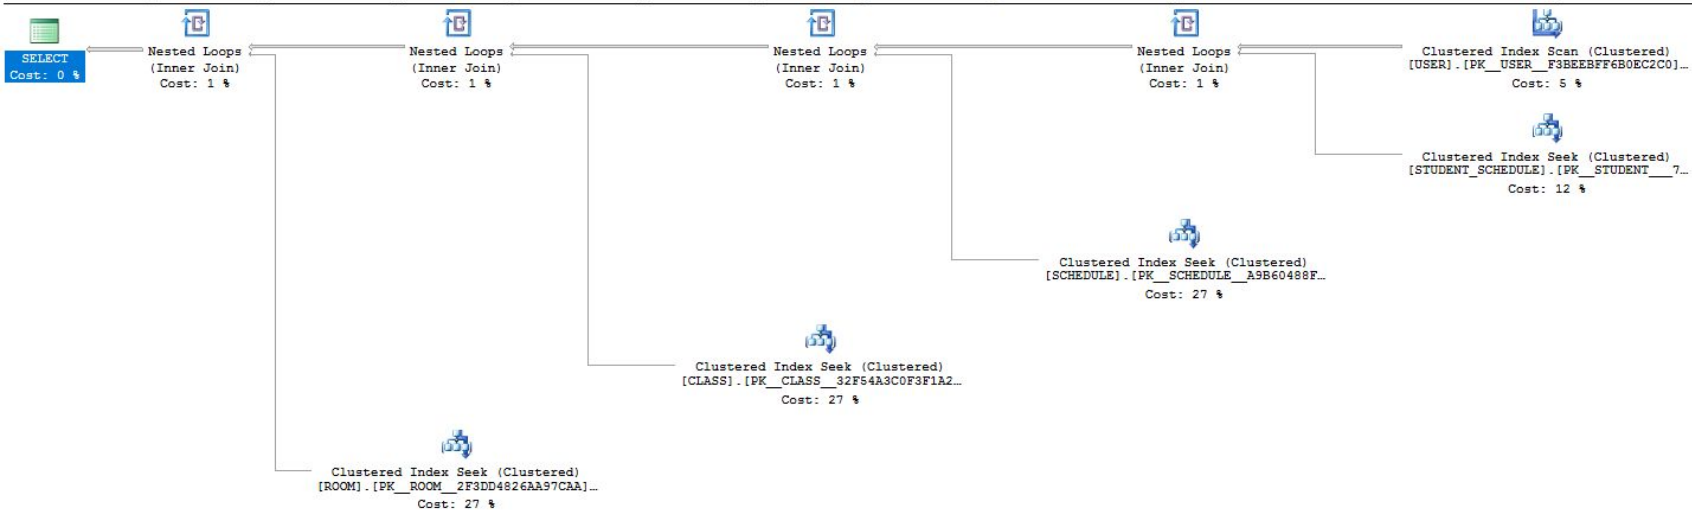 SELECT
Cost: 0 %
Nested Loops
(Inner Join)
Cost: 1 %
Nested Loops
(Inner Join)
Cost: 1 %
Nested Loops
(Inner Join)
Cost: 1 %
Nested Loops
(Inner Join)
Cost: 1 %
Clustered Index Scan (Clustered)
[USER].[PK__USER__F3BEEBFF6B0EC2C0]…
Cost: 5 %
Clustered Index Seek (Clustered)
[STUDENT_SCHEDULE].[PK__STUDENT___7…
Cost: 12 %
Clustered Index Seek (Clustered)
[SCHEDULE].[PK__SCHEDULE__A9B60488F…
Cost: 27 %
Clustered Index Seek (Clustered)
[CLASS].[PK__CLASS__32F54A3C0F3F1A2…
Cost: 27 %
Clustered Index Seek (Clustered)
[ROOM].[PK__ROOM__2F3DD4826AA97CAA]…
Cost: 27 %